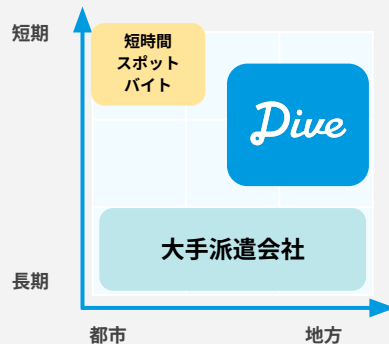 短期
短時間
スポット
バイト
Dive
大手派遣会社
長期
都市
地方